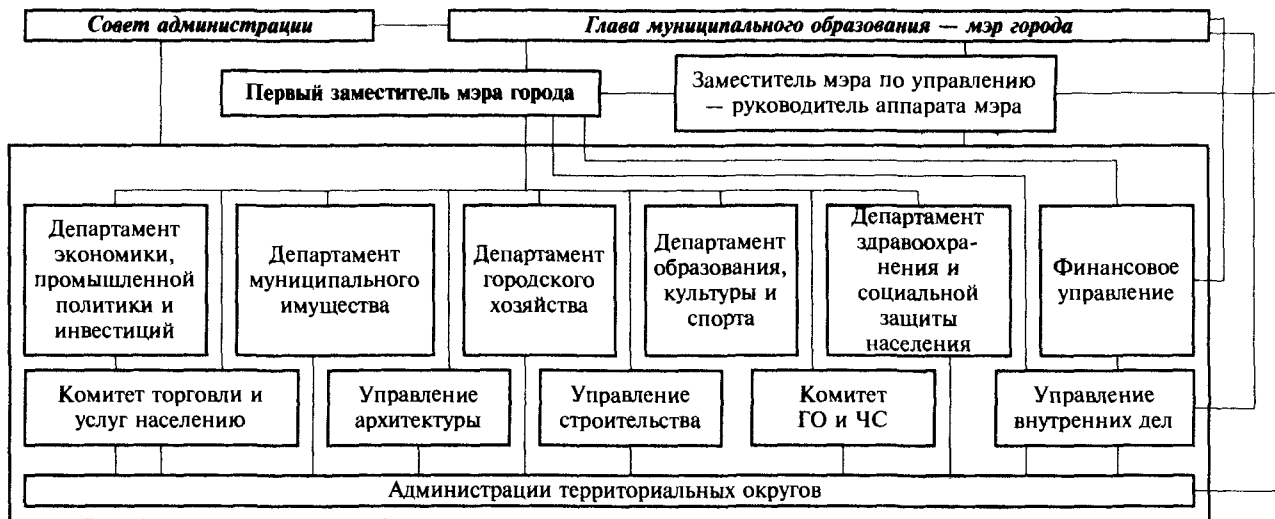 Совет администрации
Глава муниципального образования — мэр города
Первый заместитель мэра города
Заместитель мэра по управлению
— руководитель аппарата мэра
Департамент
экономики,
промышленной
политики и
инвестиций
Департамент
муниципального
имущества
Департамент
городского
хозяйства
Департамент
образования,
культуры и
спорта
Департамент
здравоохра-
нения и
социальной
защиты
населения
Финансовое
управление
Комитет торговли и
услуг населению
Управление
архитектуры
Управление
строительства
Комитет
ГО и ЧС
Управление
внутренних дел
Администрации территориальных округов